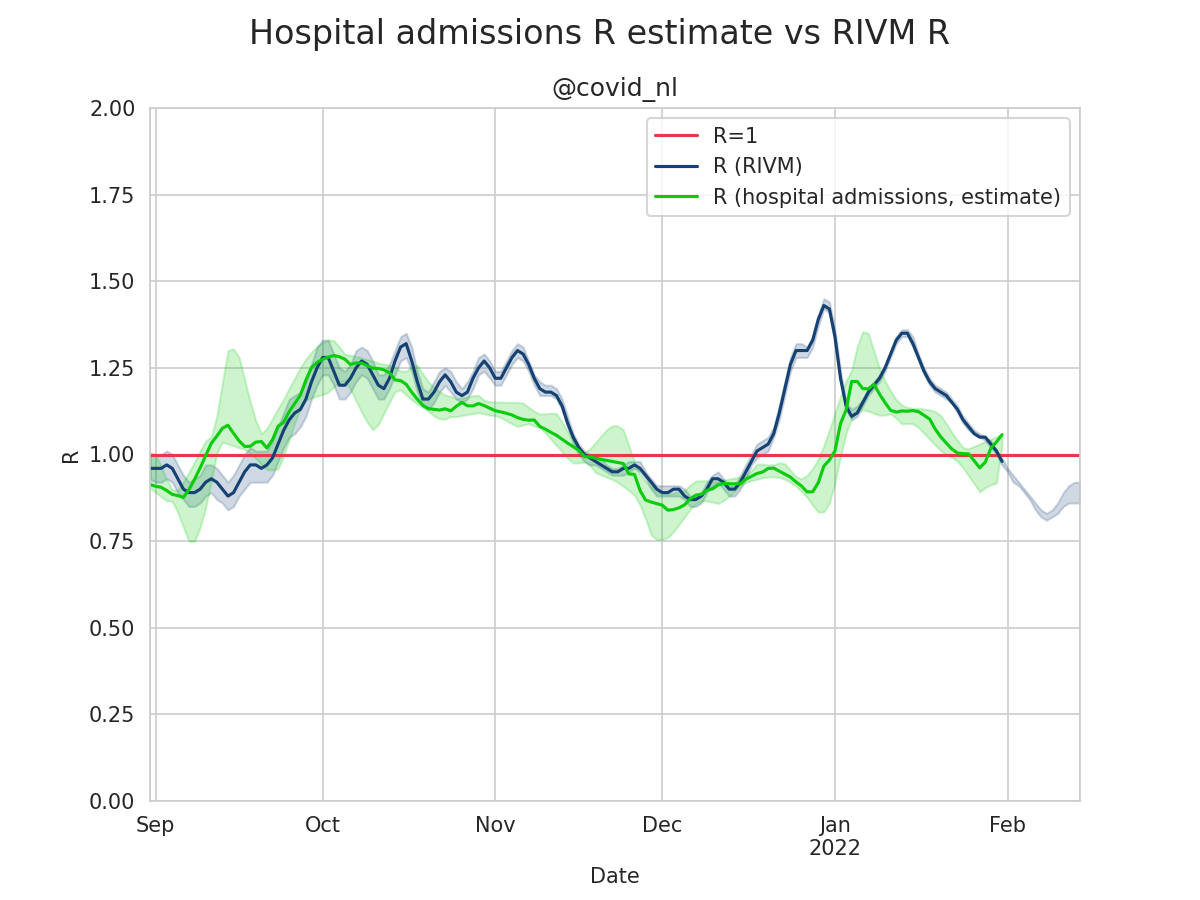 Hospital admissions R estimate vs RIVM R
@covid_nl
R=1
R (RIVM)
R (hospital admissions, estimate)
2.00
1.75
1.50
1.25
1.00
0.75
0.50
0.25
0.00
R
Sep Oct Nov Dec Jan Feb
2022
Date